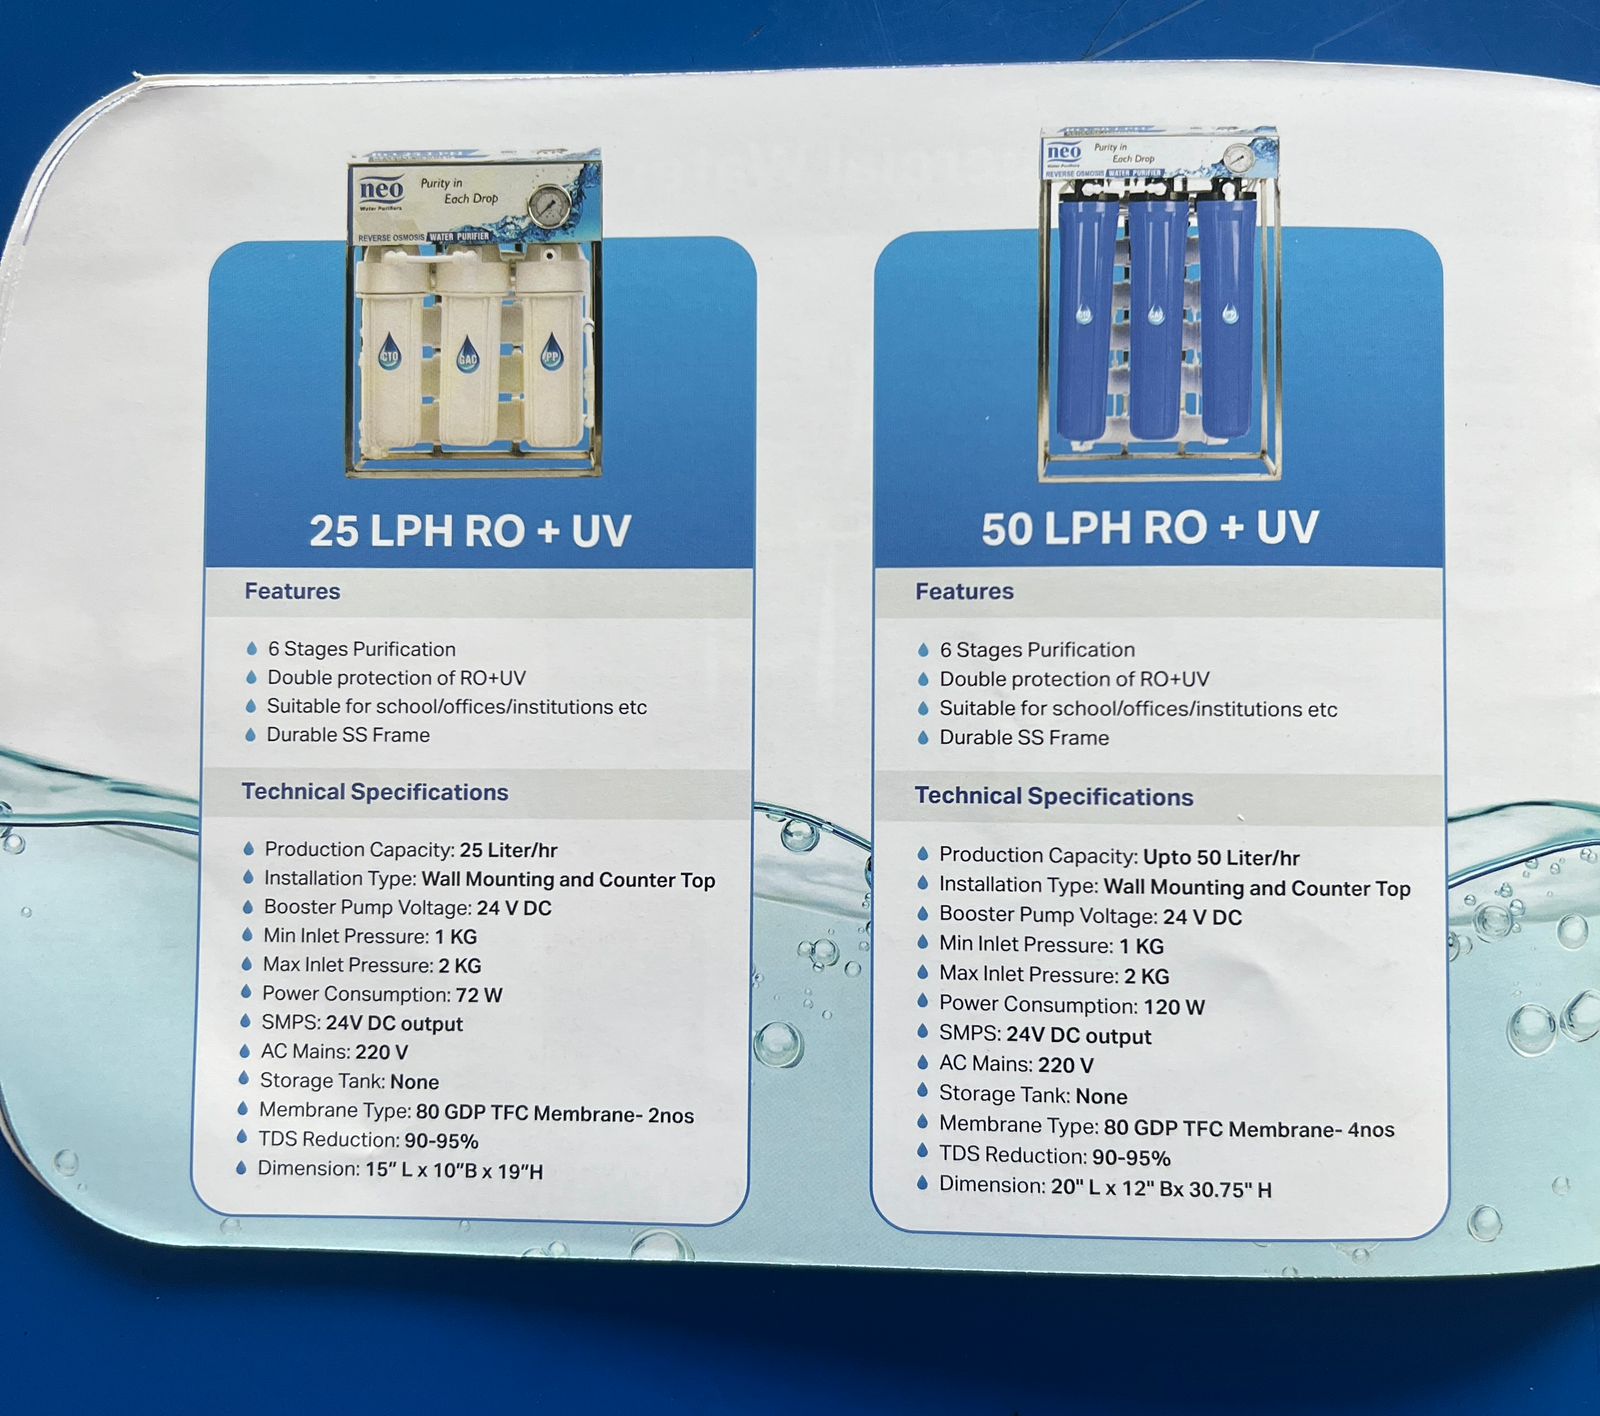 neo
Water Purifiers
Purity in
Each Drop
REVERSE OSMOSIS WATER PURIFIER
CTO
GAC
PP
25 LPH RO + UV
Features
6 Stages Purification
Double protection of RO+UV
Suitable for school/offices/institutions etc
Durable SS Frame
Technical Specifications
Production Capacity: 25 Liter/hr
Installation Type: Wall Mounting and Counter Top
Booster Pump Voltage: 24 V DC
Min Inlet Pressure: 1 KG
Max Inlet Pressure: 2 KG
Power Consumption: 72 W
SMPS: 24V DC output
AC Mains: 220 V
Storage Tank: None
Membrane Type: 80 GDP TFC Membrane- 2nos
TDS Reduction: 90-95%
Dimension: 15" L x 10"B x 19"H
neo
Water Purifiers
Purity in
Each Drop
REVERSE OSMOSIS WATER PURIFIER
CTO
GAC
PP
50 LPH RO + UV
Features
6 Stages Purification
Double protection of RO+UV
Suitable for school/offices/institutions etc
Durable SS Frame
Technical Specifications
Production Capacity: Upto 50 Liter/hr
Installation Type: Wall Mounting and Counter Top
Booster Pump Voltage: 24 V DC
Min Inlet Pressure: 1 KG
Max Inlet Pressure: 2 KG
Power Consumption: 120 W
SMPS: 24V DC output
AC Mains: 220 V
Storage Tank: None
Membrane Type: 80 GDP TFC Membrane- 4nos
TDS Reduction: 90-95%
Dimension: 20" L x 12" Bx 30.75" H